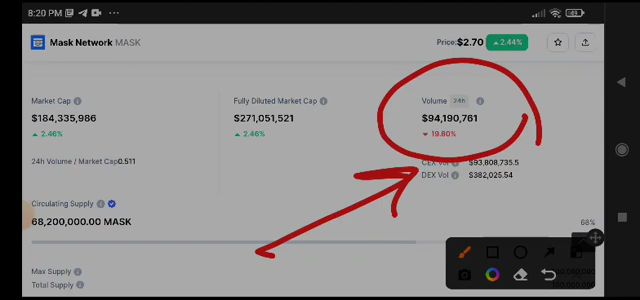 8:20 PM
Mask Network MASK Price:$2.70 ▲2.44%
Market Cap Fully Diluted Market Cap Volume 24h
$184,335,986 $271,051,521 $94,190,761
▲ 2.46% ▲ 2.46% ▼ 19.80%
24h Volume / Market Cap0.511 CEX Vol $93,808,735.5
DEX Vol $382,025.54
Circulating Supply
68,200,000.00 MASK 68%
Max Supply
Total Supply